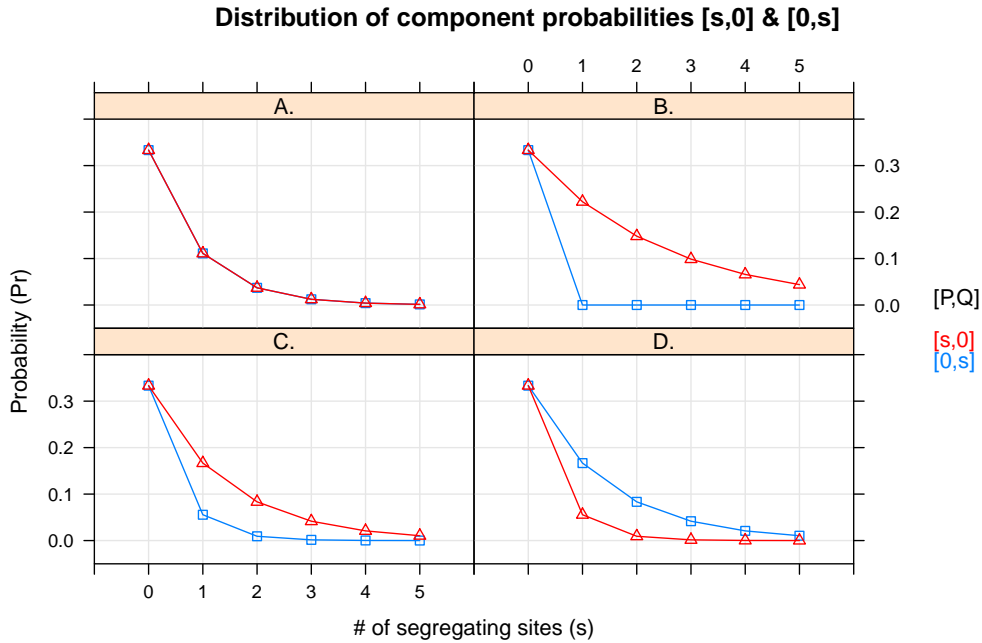 Distribution of component probabilities [s,0] & [0,s]
0 1 2 3 4 5
A. B.
0.3
0.2
0.1
0.0
[P,Q]
[s,0]
[0,s]
C. D.
Probability (Pr)
0.3
0.2
0.1
0.0
0 1 2 3 4 5
# of segregating sites (s)